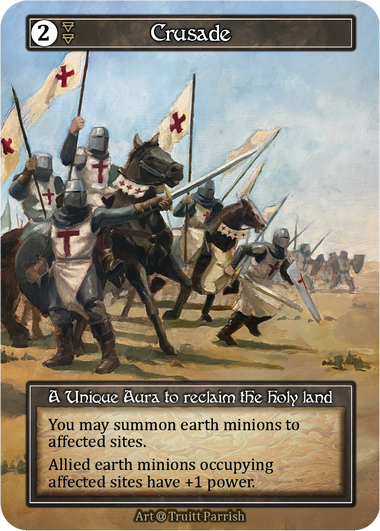 2
Crusade
A Unique Aura to reclaim the holy land
You may summon earth minions to
affected sites.
Allied earth minions occupying
affected sites have +1 power.
Art @ Truitt Parrish